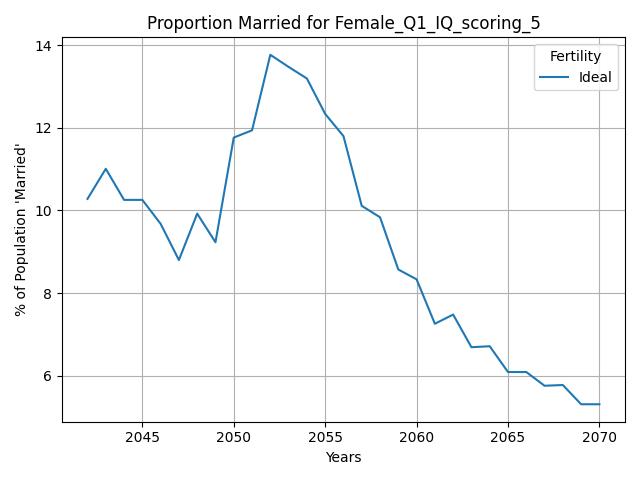 Proportion Married for Female_Q1_IQ_scoring_5
Fertility
Ideal
% of Population 'Married'
14
12
10
8
6
2045 2050 2055 2060 2065 2070
Years